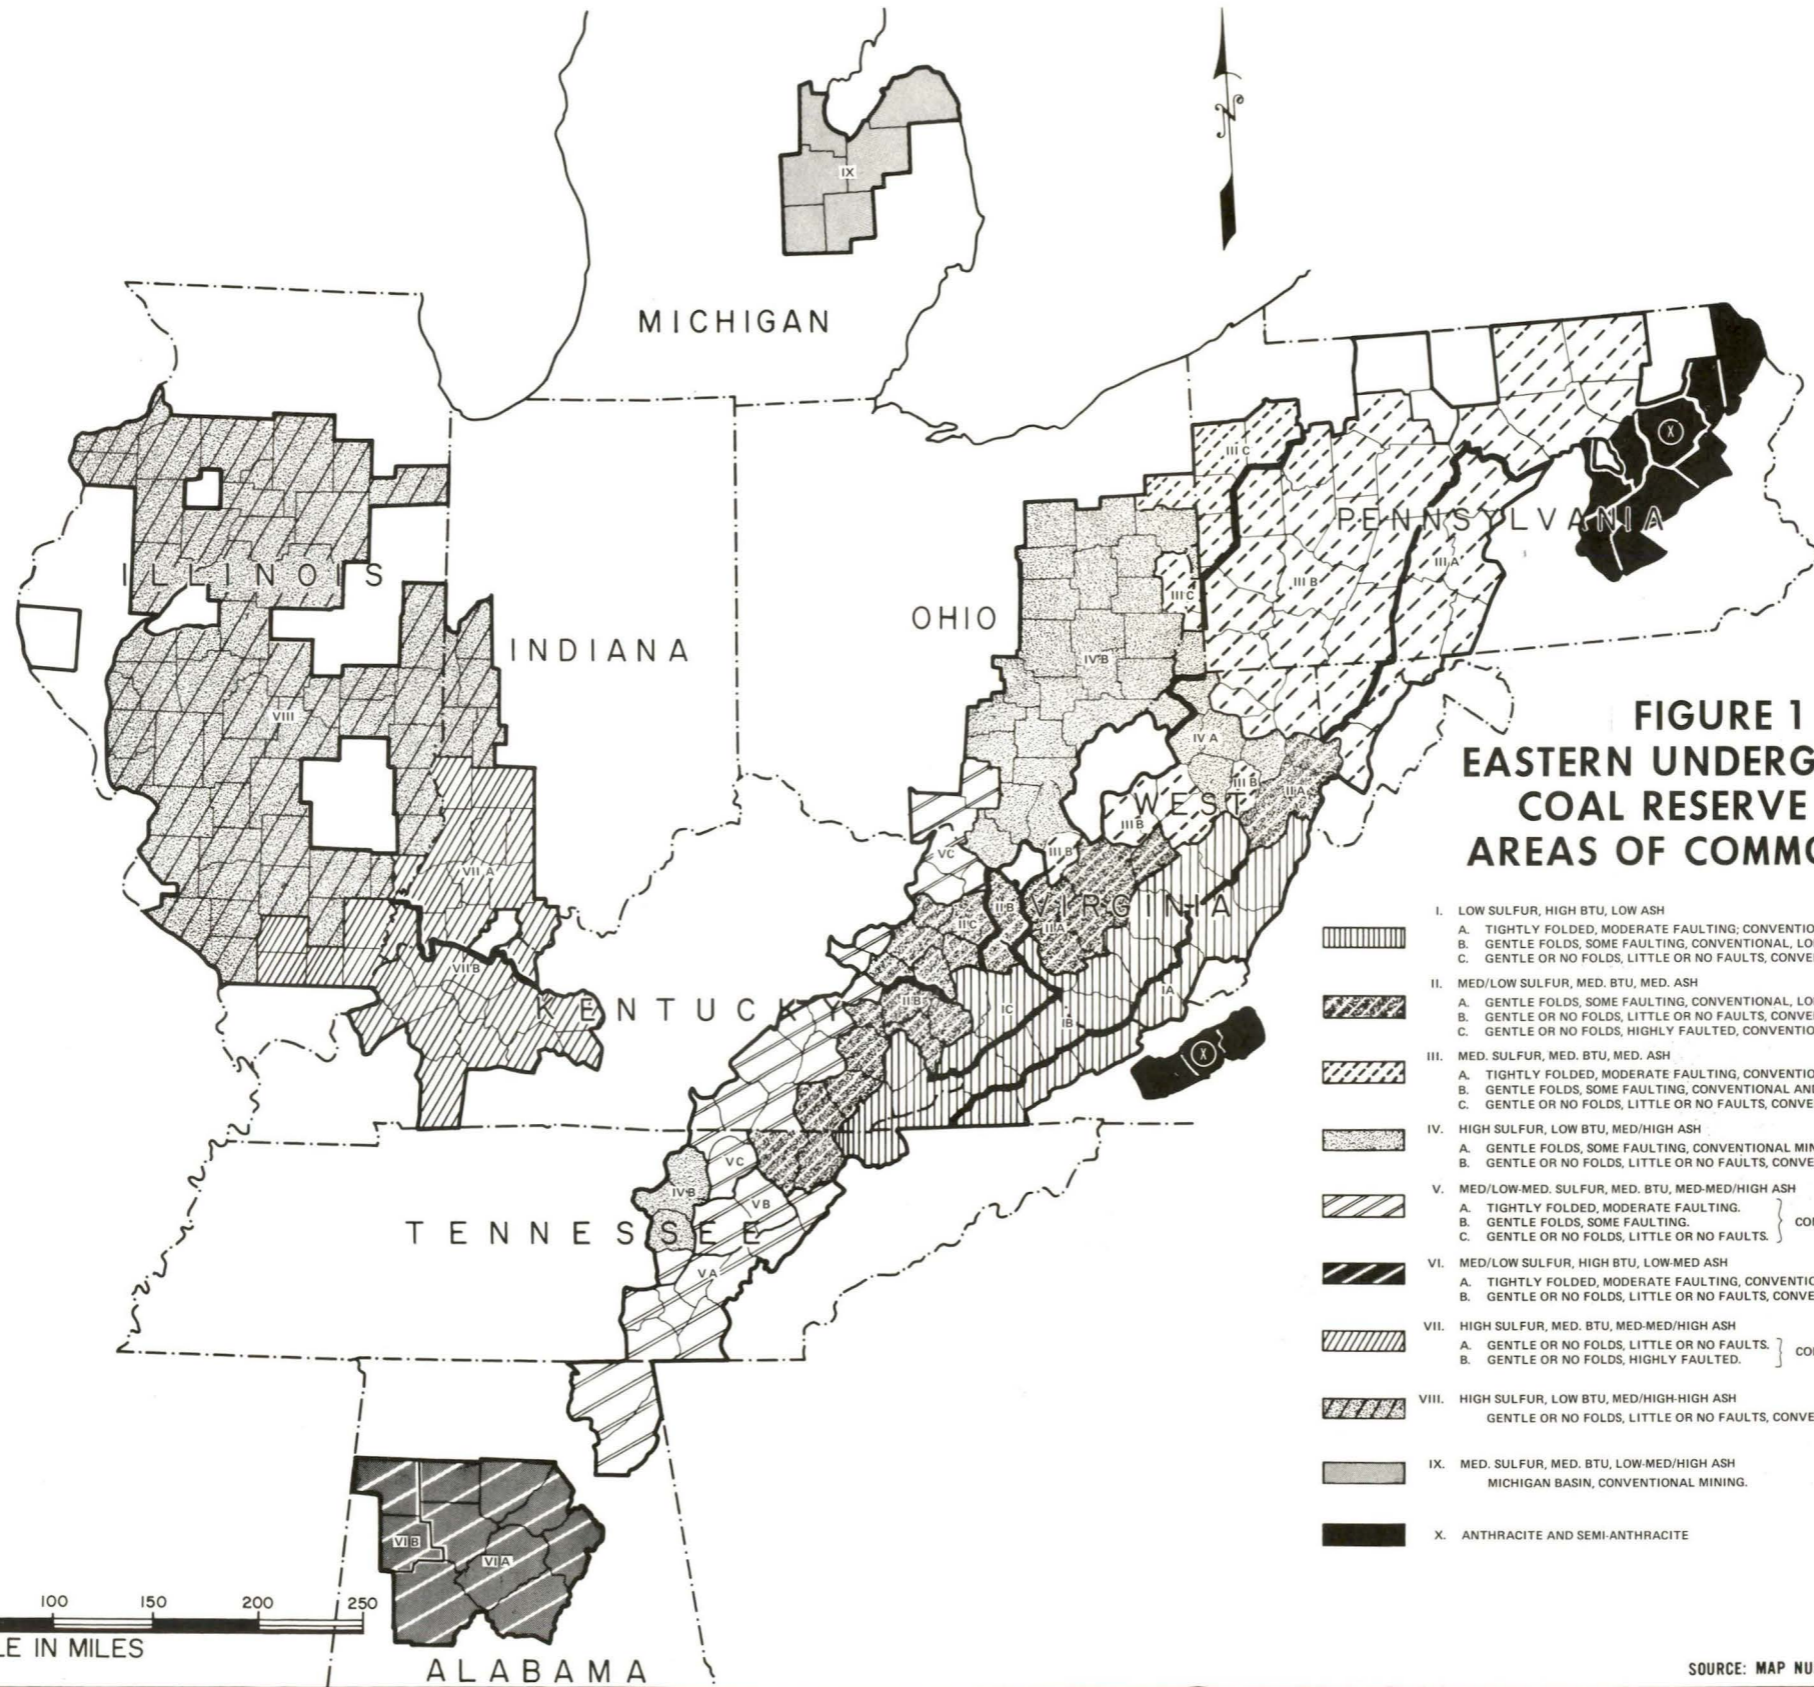 N
IX
MICHIGAN
X
III C
PENNSYLVANIA
ILLINOIS
III A
III B
III C
OHIO
INDIANA
IV B
VIII
IV A
III B
II A
WEST
III B
VC
III B
VII A
II B
VIRGINIA
II C
II A
VII B
IA
II B
KENTUCKY
IC
IB
X
VC
IV B
VB
TENNESSEE
VA
VI B
VI A
100 150 200 250
LE IN MILES
ALABAMA
FIGURE 1
EASTERN UNDERG
COAL RESERVE
AREAS OF COMMO
I. LOW SULFUR, HIGH BTU, LOW ASH
A. TIGHTLY FOLDED, MODERATE FAULTING; CONVENTIO
B. GENTLE FOLDS, SOME FAULTING, CONVENTIONAL, LO
C. GENTLE OR NO FOLDS, LITTLE OR NO FAULTS, CONVE
II. MED/LOW SULFUR, MED. BTU, MED. ASH
A. GENTLE FOLDS, SOME FAULTING, CONVENTIONAL, LO
B. GENTLE OR NO FOLDS, LITTLE OR NO FAULTS, CONVE
C. GENTLE OR NO FOLDS, HIGHLY FAULTED, CONVENTIO
III. MED. SULFUR, MED. BTU, MED. ASH
A. TIGHTLY FOLDED, MODERATE FAULTING, CONVENTIO
B. GENTLE FOLDS, SOME FAULTING, CONVENTIONAL AN
C. GENTLE OR NO FOLDS, LITTLE OR NO FAULTS, CONVE
IV. HIGH SULFUR, LOW BTU, MED/HIGH ASH
A. GENTLE FOLDS, SOME FAULTING, CONVENTIONAL MIN
B. GENTLE OR NO FOLDS, LITTLE OR NO FAULTS, CONVE
V. MED/LOW-MED. SULFUR, MED. BTU, MED-MED/HIGH ASH
A. TIGHTLY FOLDED, MODERATE FAULTING.
B. GENTLE FOLDS, SOME FAULTING. CO
C. GENTLE OR NO FOLDS, LITTLE OR NO FAULTS.
VI. MED/LOW SULFUR, HIGH BTU, LOW-MED ASH
A. TIGHTLY FOLDED, MODERATE FAULTING, CONVENTIO
B. GENTLE OR NO FOLDS, LITTLE OR NO FAULTS, CONVE
VII. HIGH SULFUR, MED. BTU, MED-MED/HIGH ASH
A. GENTLE OR NO FOLDS, LITTLE OR NO FAULTS. CO
B. GENTLE OR NO FOLDS, HIGHLY FAULTED.
VIII. HIGH SULFUR, LOW BTU, MED/HIGH-HIGH ASH
GENTLE OR NO FOLDS, LITTLE OR NO FAULTS, CONVE
IX. MED. SULFUR, MED. BTU, LOW-MED/HIGH ASH
MICHIGAN BASIN, CONVENTIONAL MINING.
X. ANTHRACITE AND SEMI-ANTHRACITE
SOURCE: MAP NU